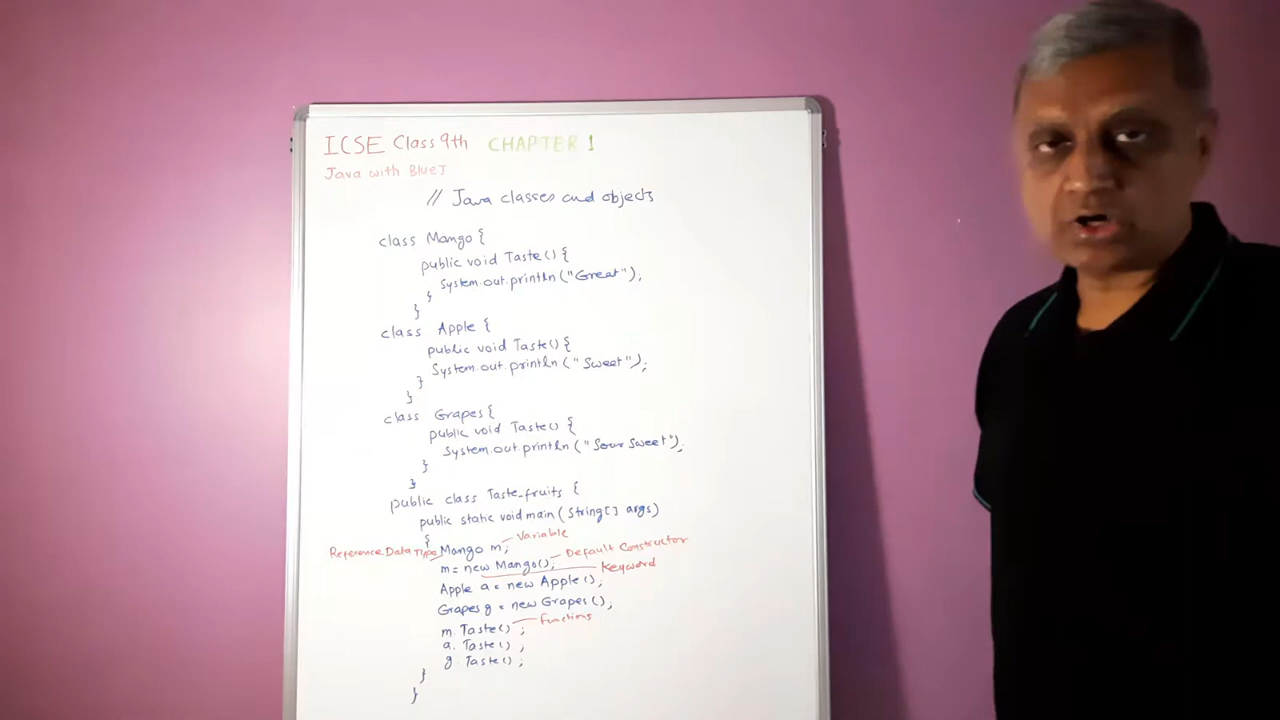 ICSE Class 9th CHAPTER 1
Java with BlueJ
// Java classes and objects
class Mango {
public void Taste() {
System.out.println ("Great");
}
}
class Apple {
public void Taste() {
System.out.println ("Sweet");
}
}
class Grapes {
public void Taste() {
System.out.println ("Sour Sweet");
}
}
public class Taste_fruits {
public static void main (String[] args)
{
Reference Data Type Mango m; Variable
m = new Mango(); Default Constructor
Keyword
Apple a = new Apple ();
Grapes g = new Grapes ();
m. Taste() ; functions
a. Taste() ;
g. Taste() ;
}
}